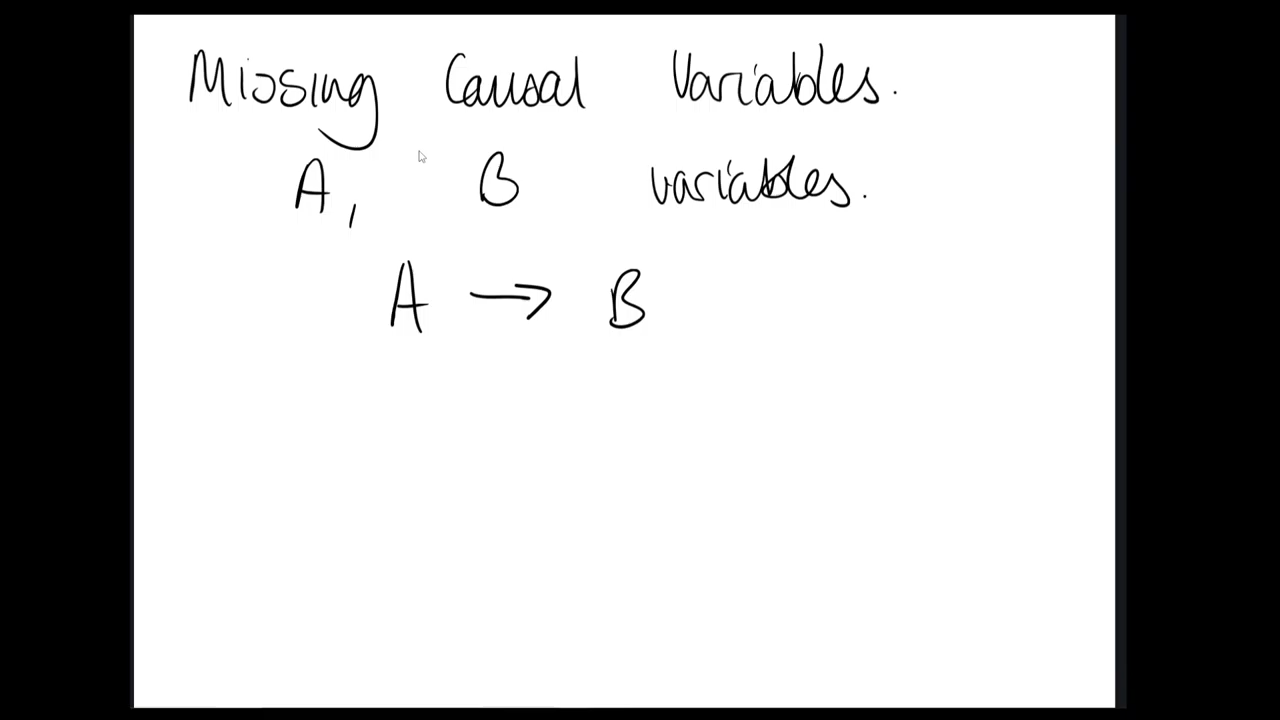 Missing Causal Variables.
A, B variables.
A → B